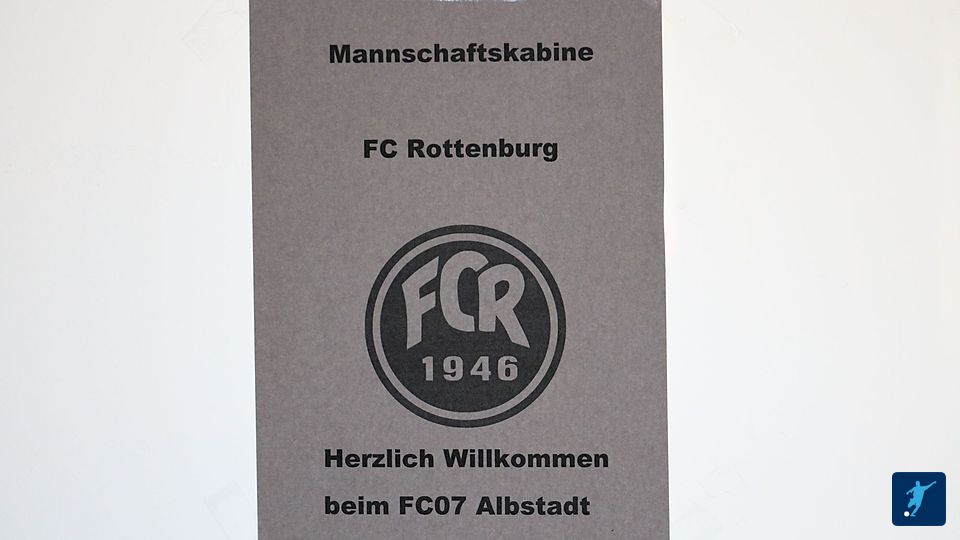 Mannschaftskabine
FC Rottenburg
FCR
1946
Herzlich Willkommen
beim FC07 Albstadt